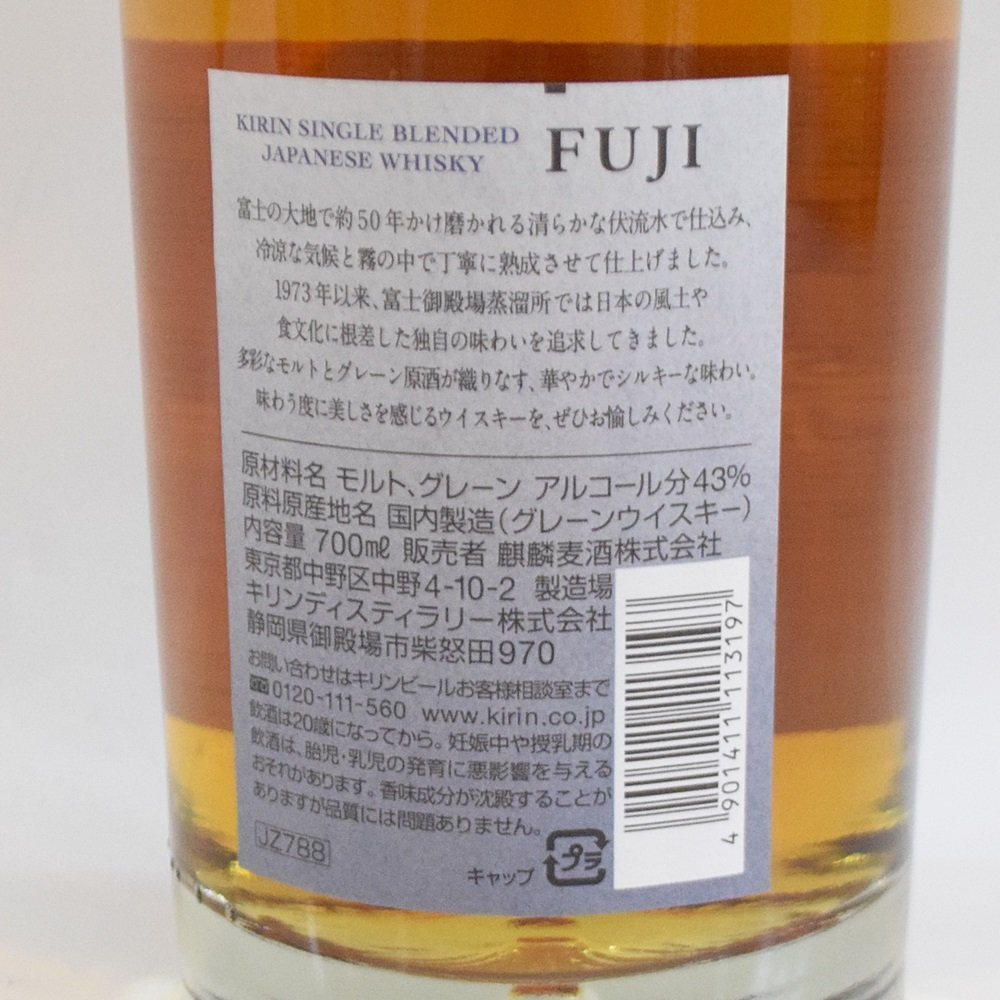 KIRIN SINGLE BLENDED
JAPANESE WHISKY
FUJI
富士の大地で約50年かけ磨かれる清らかな伏流水で仕込み、
冷涼な気候と霧の中で丁寧に熟成させて仕上げました。
1973年以来、富士御殿場蒸溜所では日本の風土や
食文化に根差した独自の味わいを追求してきました。
多彩なモルトとグレーン原酒が織りなす、華やかでシルキーな味わい。
味わう度に美しさを感じるウイスキーを、ぜひお愉しみください。
原材料名 モルト、グレーン アルコール分43%
原料原産地名 国内製造(グレーンウイスキー)
内容量 700㎖ 販売者 麒麟麦酒株式会社
東京都中野区中野4-10-2 製造場
キリンディスティラリー株式会社
静岡県御殿場市柴怒田970
お問い合わせはキリンビールお客様相談室まで
0120-111-560 www.kirin.co.jp
飲酒は20歳になってから。妊娠中や授乳期の
飲酒は、胎児・乳児の発育に悪影響を与える
おそれがあります。香味成分が沈殿することが
ありますが品質には問題ありません。
JZ788
キャップ プラ
4 901411 113197